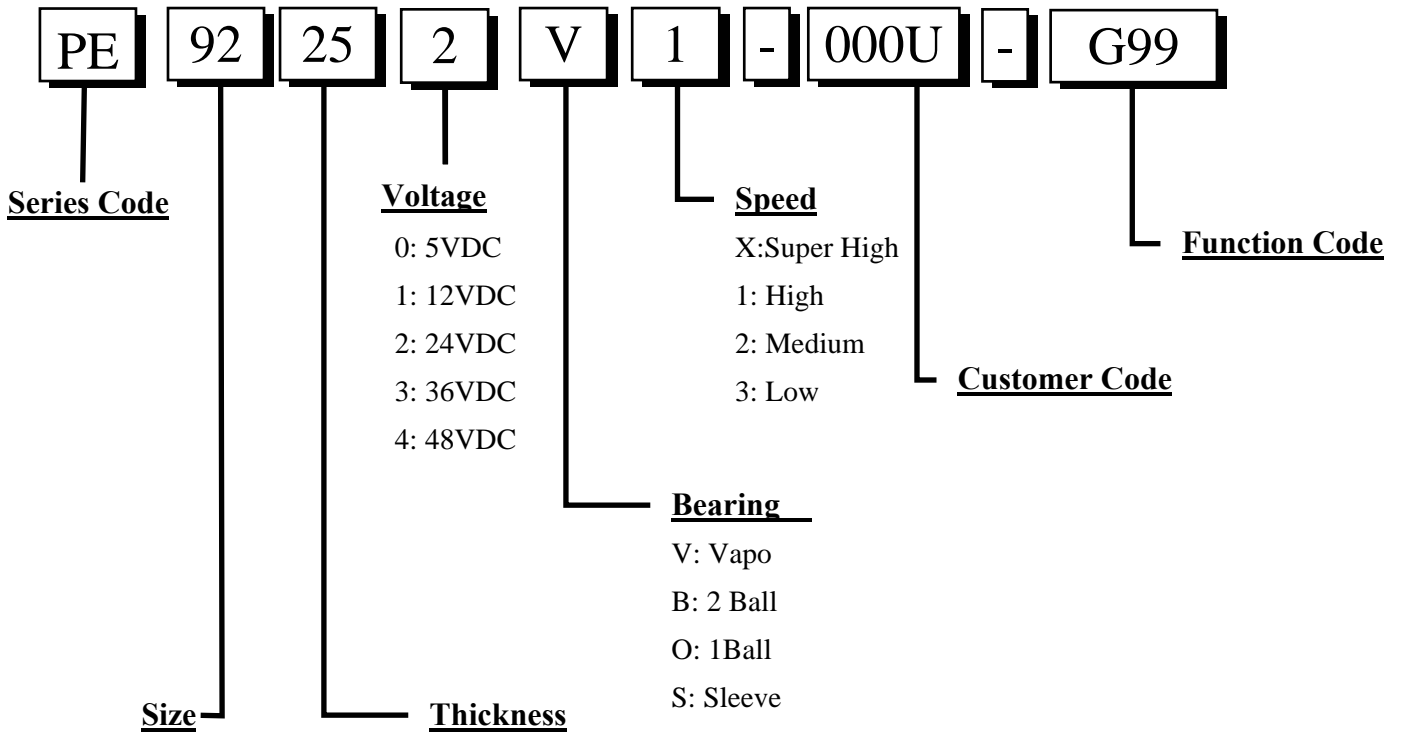 PE 92 25 2 V 1 - 000U - G99
Series Code
Voltage
0: 5VDC
1: 12VDC
2: 24VDC
3: 36VDC
4: 48VDC
Speed
X:Super High
1: High
2: Medium
3: Low
Function Code
Customer Code
Bearing
V: Vapo
B: 2 Ball
O: 1Ball
S: Sleeve
Size
Thickness